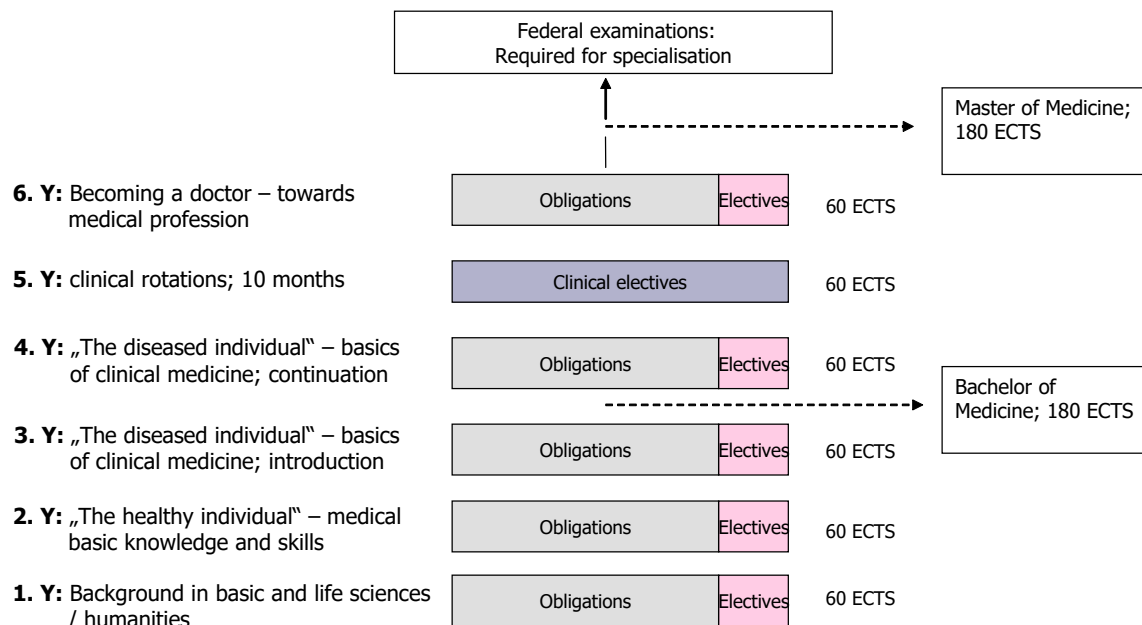 Federal examinations:
Required for specialisation
Master of Medicine;
180 ECTS
6. Y: Becoming a doctor – towards
medical profession
Obligations
Electives
60 ECTS
5. Y: clinical rotations; 10 months
Clinical electives
60 ECTS
4. Y: „The diseased individual“ – basics
of clinical medicine; continuation
Obligations
Electives
60 ECTS
Bachelor of
Medicine; 180 ECTS
3. Y: „The diseased individual“ – basics
of clinical medicine; introduction
Obligations
Electives
60 ECTS
2. Y: „The healthy individual“ – medical
basic knowledge and skills
Obligations
Electives
60 ECTS
1. Y: Background in basic and life sciences
/ humanities
Obligations
Electives
60 ECTS